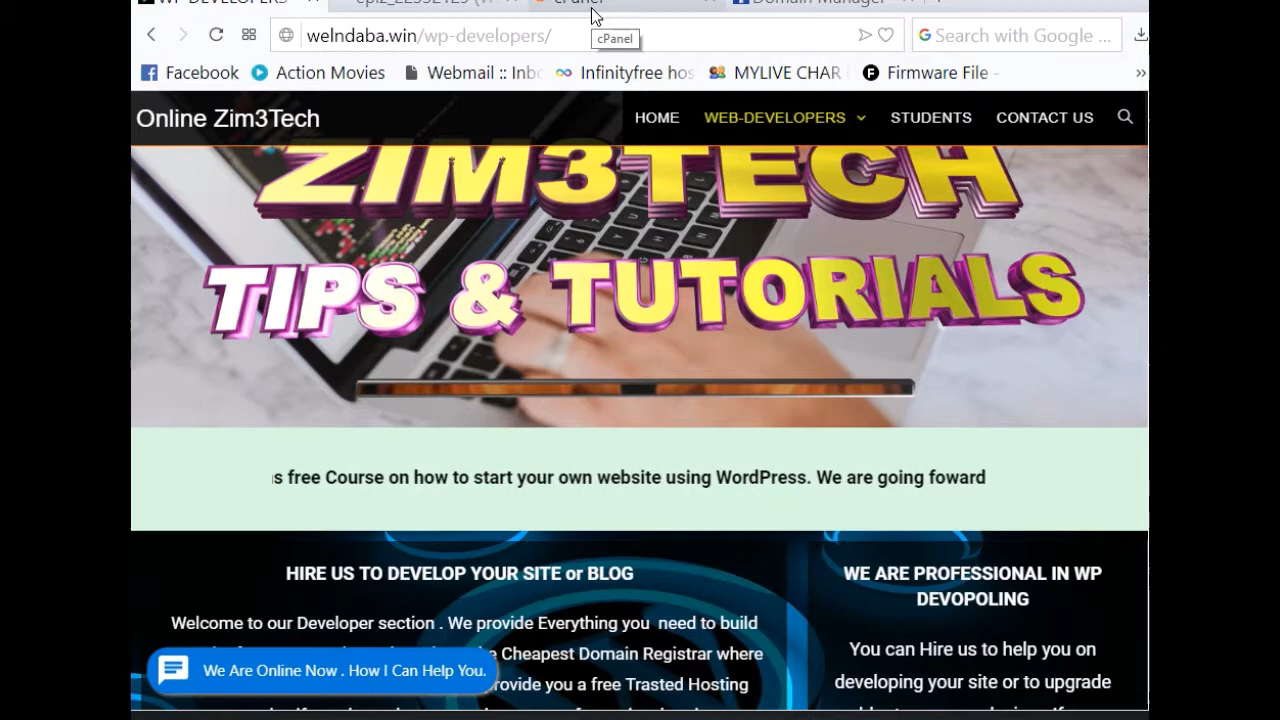 WP-DEVELOPERS
cPanel
Domain Manager
welndaba.win/wp-developers/
cPanel
Search with Google ...
Facebook
Action Movies
Webmail :: Inb
Infinityfree hos
MYLIVE CHAR
Firmware File -
Online Zim3Tech
HOME
WEB-DEVELOPERS
STUDENTS
CONTACT US
ZIM3TECH
TIPS & TUTORIALS
s free Course on how to start your own website using WordPress. We are going foward
HIRE US TO DEVELOP YOUR SITE or BLOG
Welcome to our Developer section . We provide Everything you need to build
e Cheapest Domain Registrar where
rovide you a free Trasted Hosting
We Are Online Now . How I Can Help You.
WE ARE PROFESSIONAL IN WP
DEVOPOLING
You can Hire us to help you on
developing your site or to upgrade